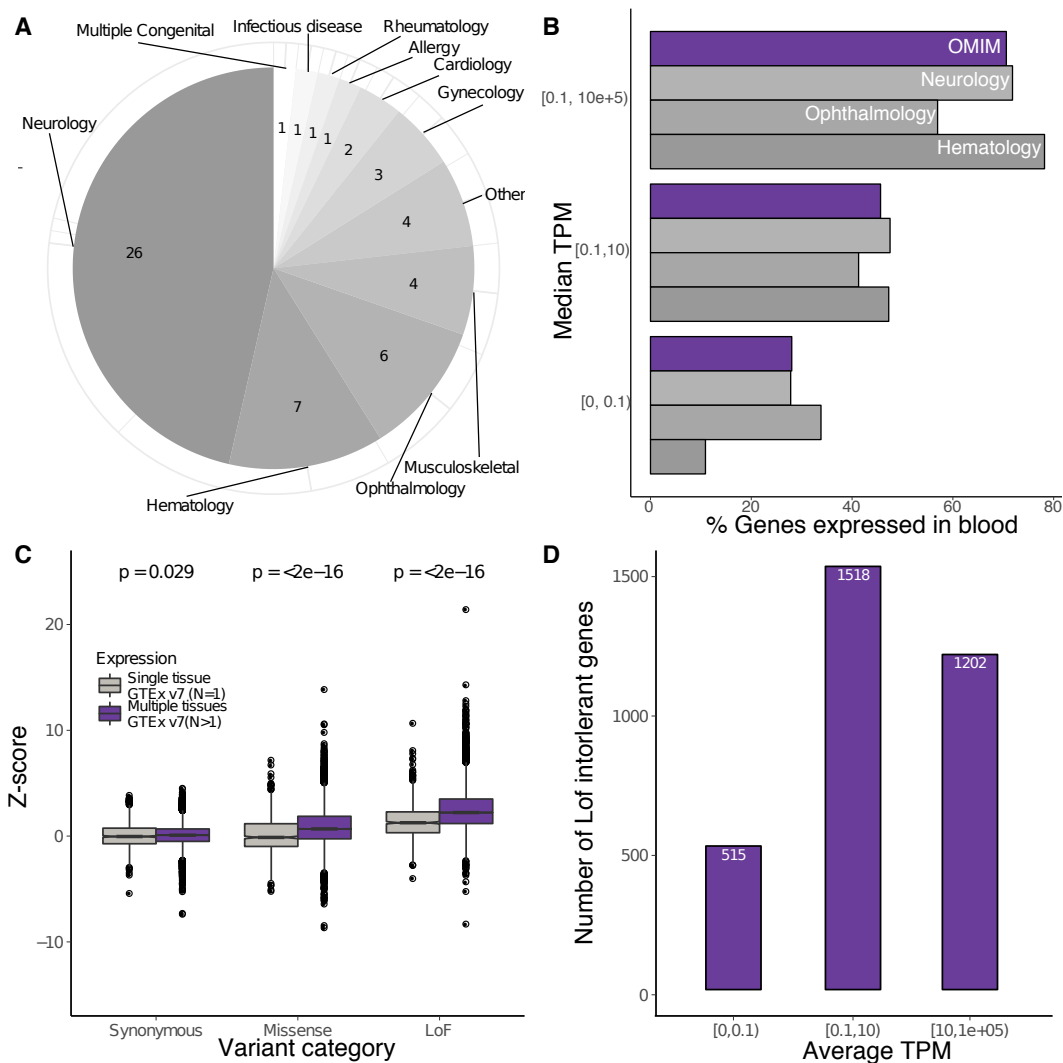 A
Multiple Congenital
Infectious disease
Rheumatology
Allergy
Cardiology
Gynecology
Neurology
Other
Musculoskeletal
Ophthalmology
Hematology
-
1 1 1 1 2 3
4
26
4
6
7
B
OMIM
Neurology
Ophthalmology
Hematology
[0.1, 10e+5)
[0.1,10)
[0, 0.1)
Median TPM
0 20 40 60 80
% Genes expressed in blood
C
p = 0.029 p = <2e−16 p = <2e−16
Expression
Single tissue
GTEx v7 (N=1)
Multiple tissues
GTEx v7(N>1)
Z-score
20
10
0
−10
Synonymous Missense LoF
Variant category
D
Number of Lof intorlerant genes
1500
1000
500
0
515
1518
1202
[0,0.1) [0.1,10) [10,1e+05)
Average TPM